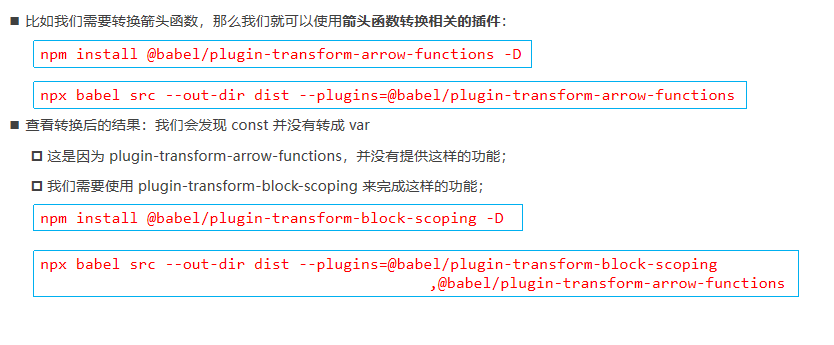 ■ 比如我们需要转换箭头函数，那么我们就可以使用箭头函数转换相关的插件：
npm install @babel/plugin-transform-arrow-functions -D
npx babel src --out-dir dist --plugins=@babel/plugin-transform-arrow-functions
■ 查看转换后的结果：我们会发现 const 并没有转成 var
这是因为 plugin-transform-arrow-functions，并没有提供这样的功能；
我们需要使用 plugin-transform-block-scoping 来完成这样的功能；
npm install @babel/plugin-transform-block-scoping -D
npx babel src --out-dir dist --plugins=@babel/plugin-transform-block-scoping
,@babel/plugin-transform-arrow-functions